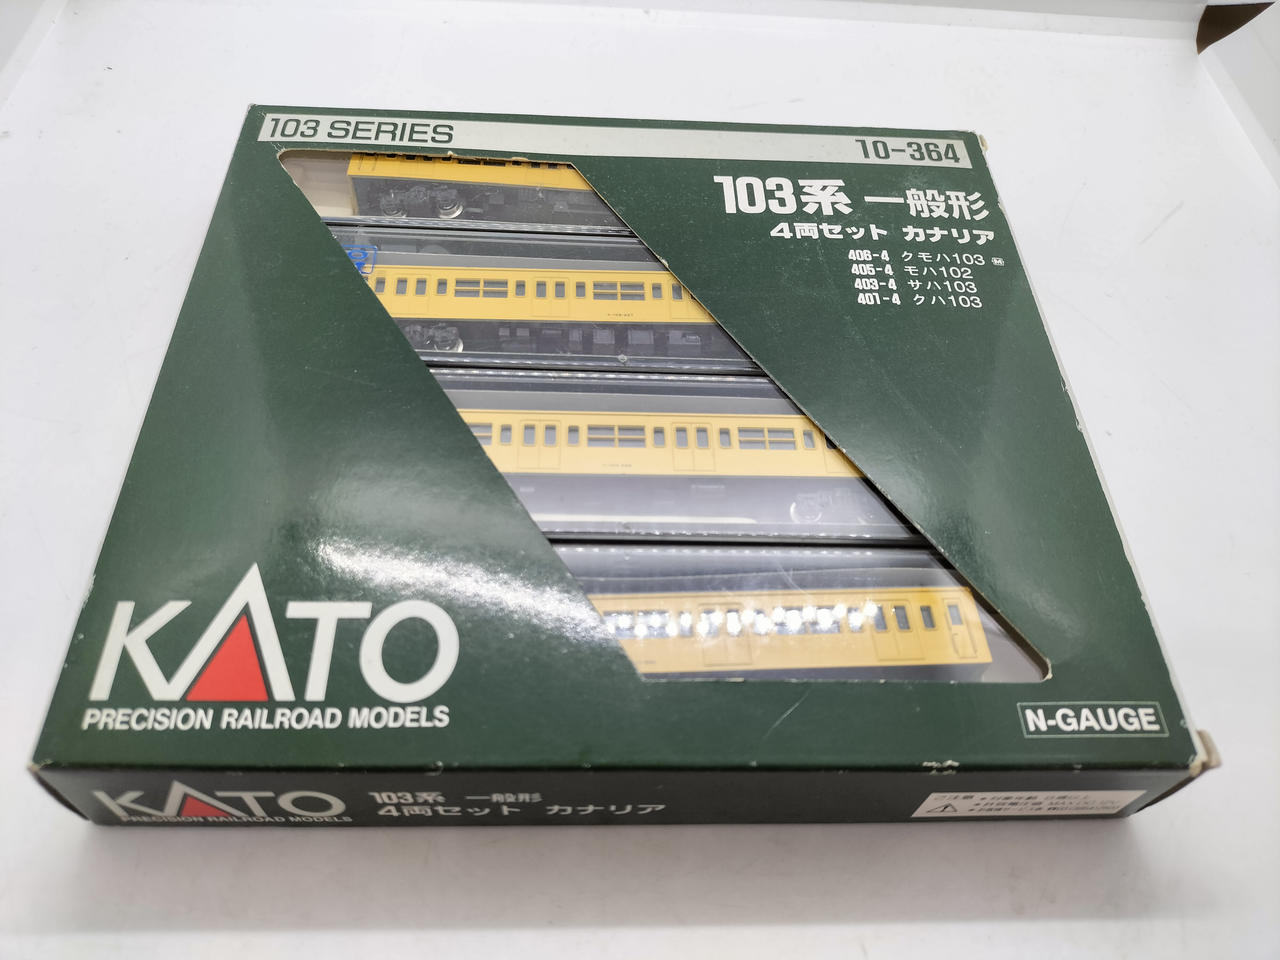 103 SERIES
10-364
103系 一般形
4両セット カナリア
406-4 クモハ103 M
405-4 モハ102
403-4 サハ103
401-4 クハ103
KATO
PRECISION RAILROAD MODELS
N-GAUGE
KATO
PRECISION RAILROAD MODELS
103系 一般形
4両セット カナリア
ご注意